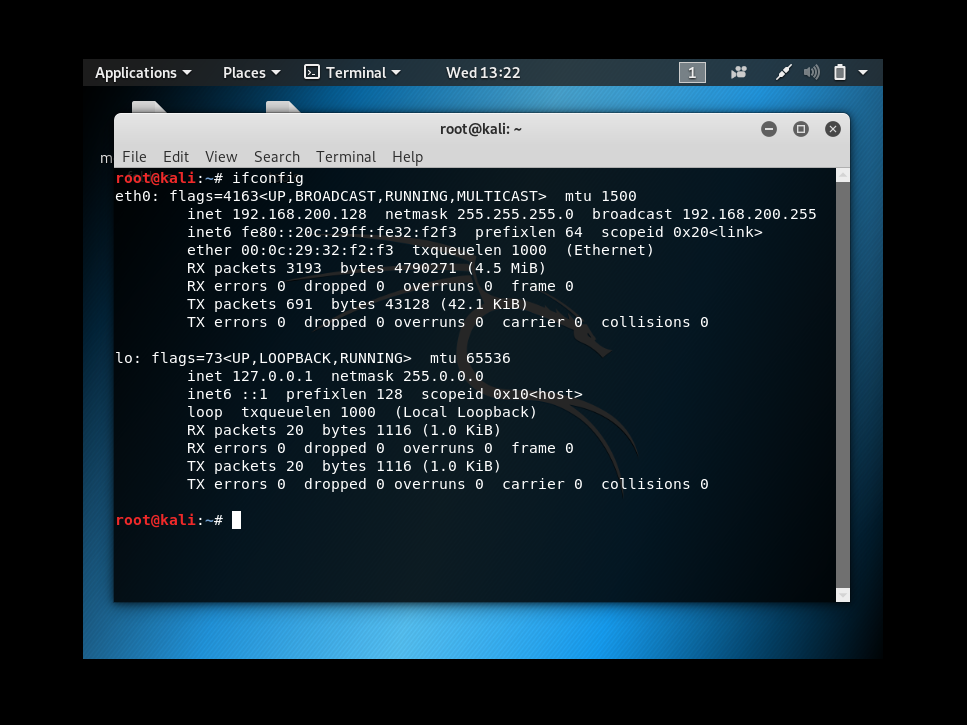 Applications Places Terminal Wed 13:22 1
root@kali: ~
m
File Edit View Search Terminal Help
root@kali:~# ifconfig
eth0: flags=4163<UP,BROADCAST,RUNNING,MULTICAST>  mtu 1500
        inet 192.168.200.128  netmask 255.255.255.0  broadcast 192.168.200.255
        inet6 fe80::20c:29ff:fe32:f2f3  prefixlen 64  scopeid 0x20<link>
        ether 00:0c:29:32:f2:f3  txqueuelen 1000  (Ethernet)
        RX packets 3193  bytes 4790271 (4.5 MiB)
        RX errors 0  dropped 0  overruns 0  frame 0
        TX packets 691  bytes 43128 (42.1 KiB)
        TX errors 0  dropped 0 overruns 0  carrier 0  collisions 0

lo: flags=73<UP,LOOPBACK,RUNNING>  mtu 65536
        inet 127.0.0.1  netmask 255.0.0.0
        inet6 ::1  prefixlen 128  scopeid 0x10<host>
        loop  txqueuelen 1000  (Local Loopback)
        RX packets 20  bytes 1116 (1.0 KiB)
        RX errors 0  dropped 0  overruns 0  frame 0
        TX packets 20  bytes 1116 (1.0 KiB)
        TX errors 0  dropped 0 overruns 0  carrier 0  collisions 0

root@kali:~#